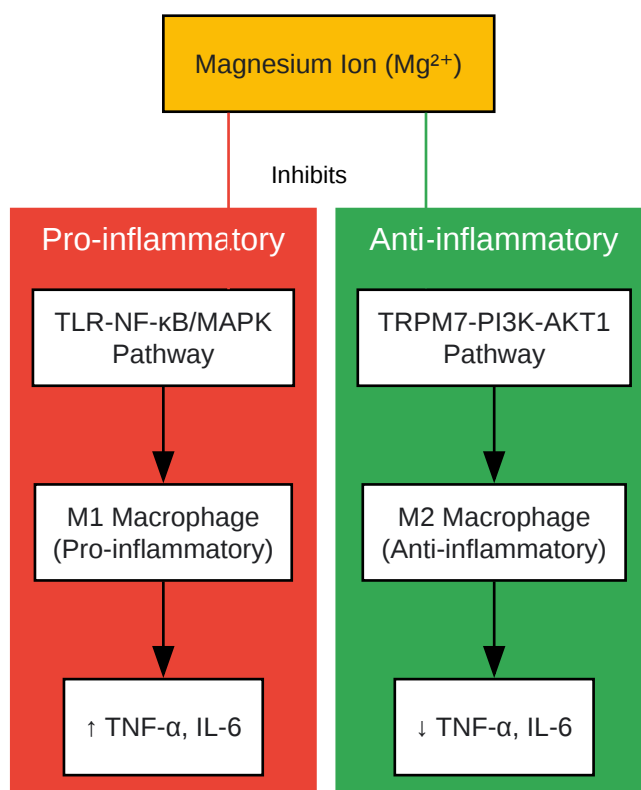 Magnesium Ion (Mg²⁺)
Inhibits
Pro-inflammatory
TLR-NF-κB/MAPK
Pathway
M1 Macrophage
(Pro-inflammatory)
↑ TNF-α, IL-6
Anti-inflammatory
TRPM7-PI3K-AKT1
Pathway
M2 Macrophage
(Anti-inflammatory)
↓ TNF-α, IL-6